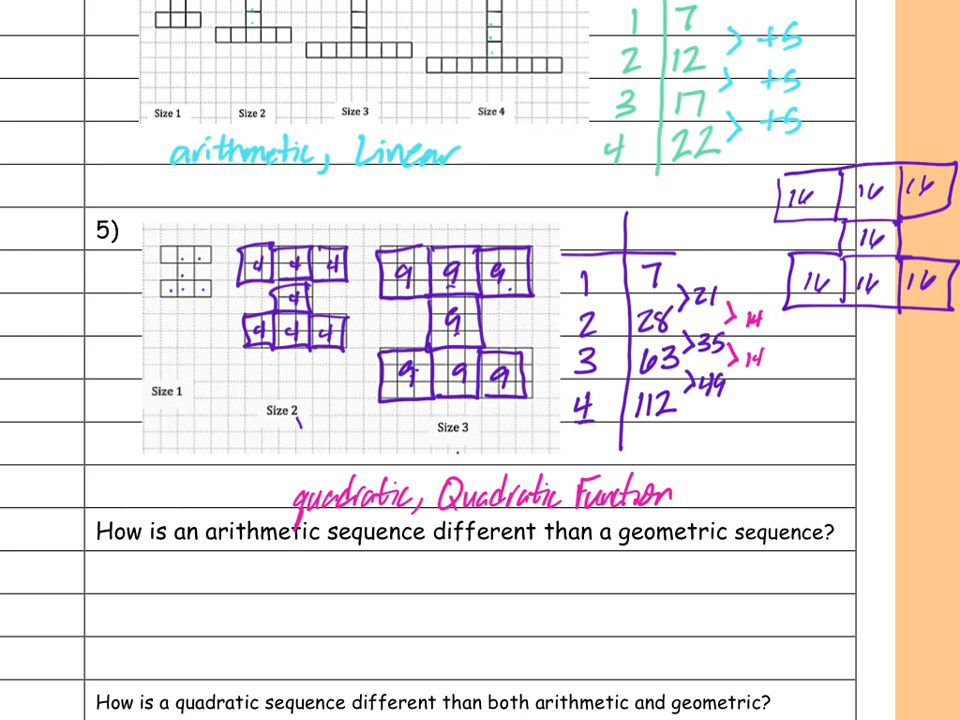 1 7
2 12 > +5
3 17 > +5
4 22 > +5
Size 1 Size 2 Size 3 Size 4
arithmetic, Linear
16 16 16
16
16 16 16
5)
4 4 4
4
4 4 4
9 9 9
9
9 9 9
1 7
2 28 > 21
3 63 > 35 > 14
4 112 > 49 > 14
Size 1
Size 2
Size 3
quadratic, Quadratic Function
How is an arithmetic sequence different than a geometric sequence?
How is a quadratic sequence different than both arithmetic and geometric?